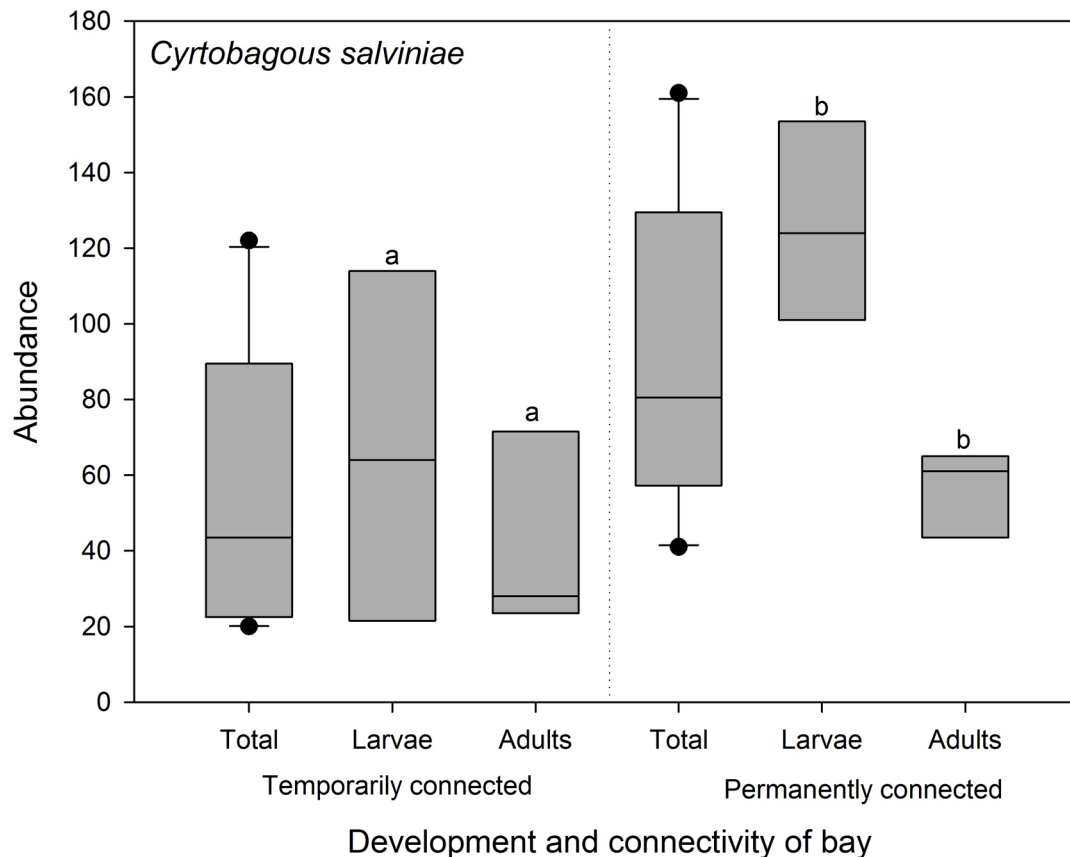 Cyrtobagous salviniae
Abundance
180
160
140
120
100
80
60
40
20
0
a
a
b
b
Total Larvae Adults Total Larvae Adults
Temporarily connected Permanently connected
Development and connectivity of bay